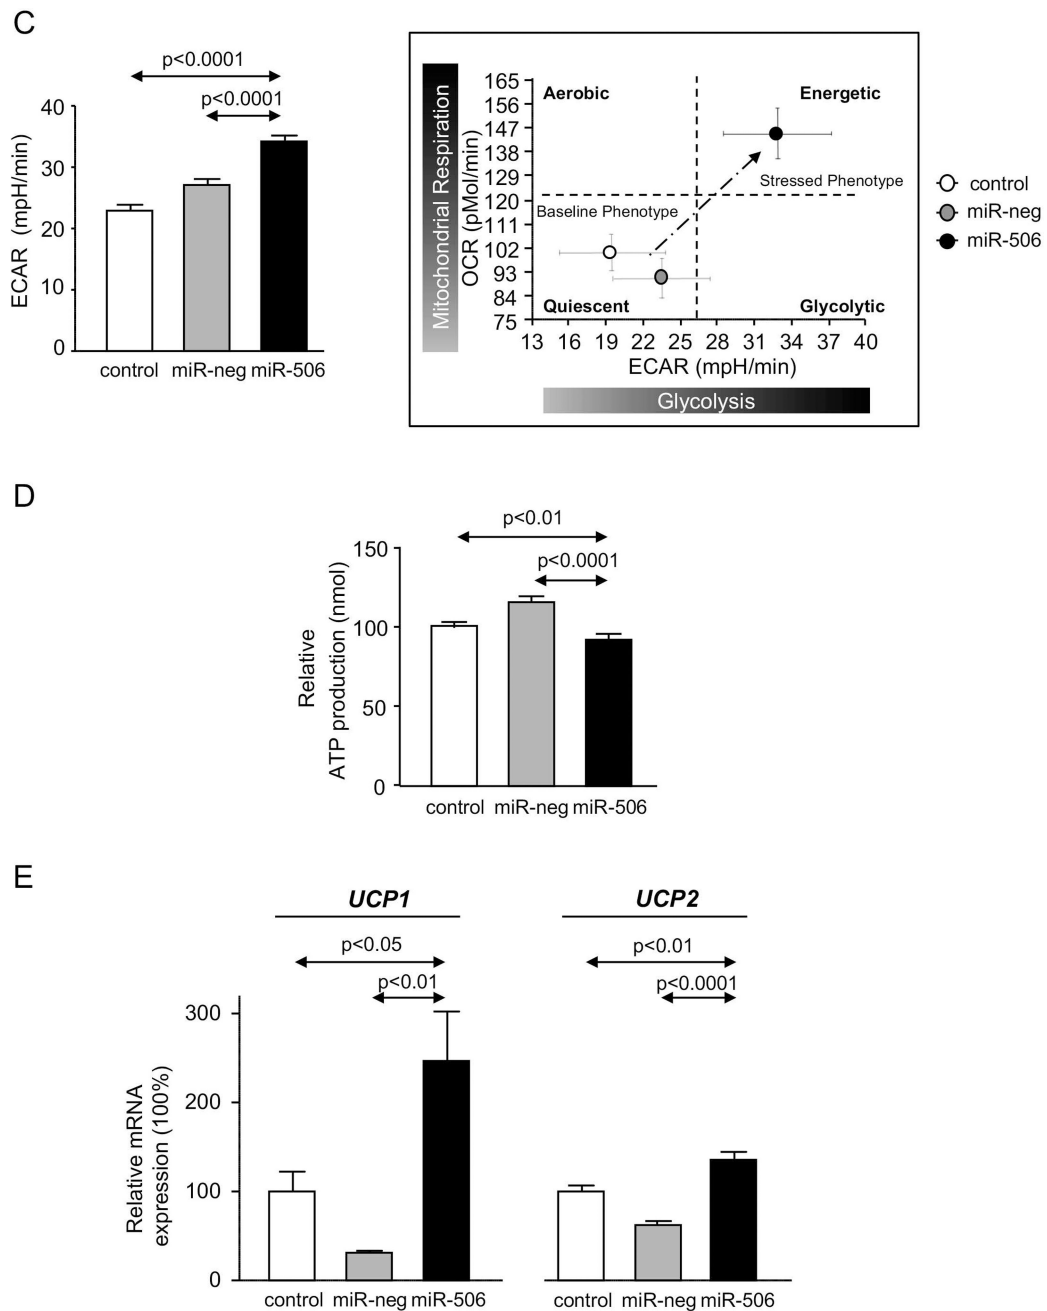 C
p<0.0001
p<0.0001
ECAR (mpH/min)
40
30
20
10
0
control miR-neg miR-506
Mitochondrial Respiration
OCR (pMol/min)
165
156
147
138
129
120
111
102
93
84
75
Aerobic
Energetic
Stressed Phenotype
Baseline Phenotype
Quiescent
Glycolytic
13 16 19 22 25 28 31 34 37 40
ECAR (mpH/min)
Glycolysis
control
miR-neg
miR-506
D
p<0.01
p<0.0001
Relative
ATP production (nmol)
150
100
50
0
control miR-neg miR-506
E
UCP1
UCP2
p<0.05
p<0.01
p<0.01
p<0.0001
Relative mRNA
expression (100%)
300
200
100
0
control miR-neg miR-506
control miR-neg miR-506